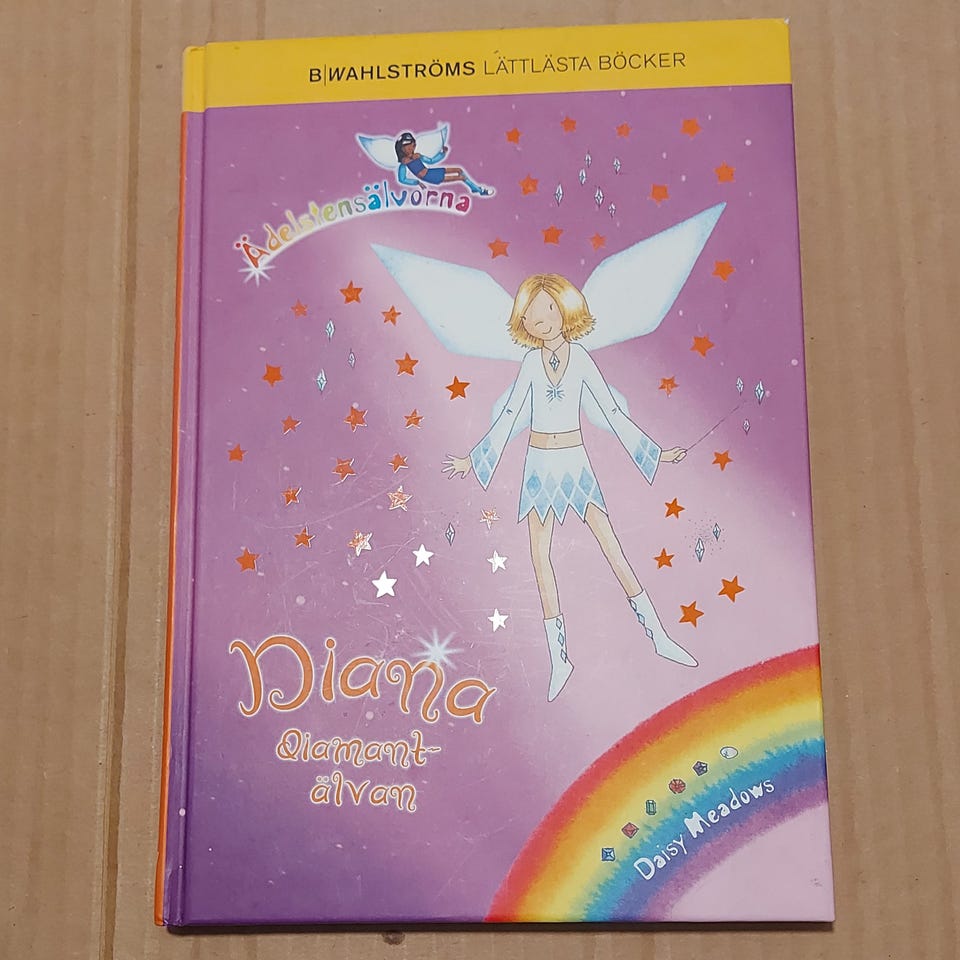 B|WAHLSTRÖMS LÄTTLÄSTA BÖCKER
Ädelstensälvorna
Diana
Diamant-
älvan
Daisy Meadows